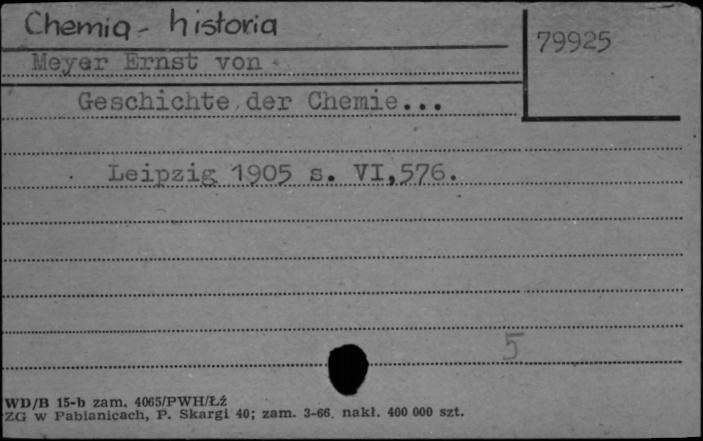 Chemia - historia
79925
Meyer Ernst von
Geschichte der Chemie...
Leipzig 1905 s. VI,576.
5
WD/B 15-b zam. 4065/PWH/Łź
ZG w Pabianicach, P. Skargi 40; zam. 3-66. nakł. 400 000 szt.